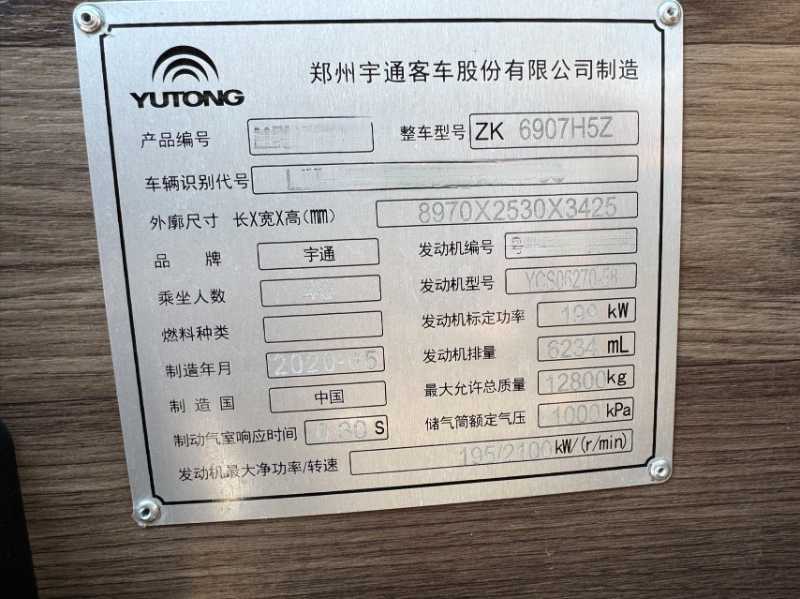 YUTONG
郑州宇通客车股份有限公司制造
产品编号
整车型号 ZK 6907H5Z
车辆识别代号
外廓尺寸 长X宽X高(mm) 8970X2530X3425
品牌 宇通
发动机编号
乘坐人数
发动机型号
燃料种类
发动机标定功率 199 kW
制造年月
发动机排量 6234 mL
制造国 中国
最大允许总质量 12800kg
制动气室响应时间 S
储气筒额定气压 1000 kPa
发动机最大净功率/转速 195/2100kW/(r/min)